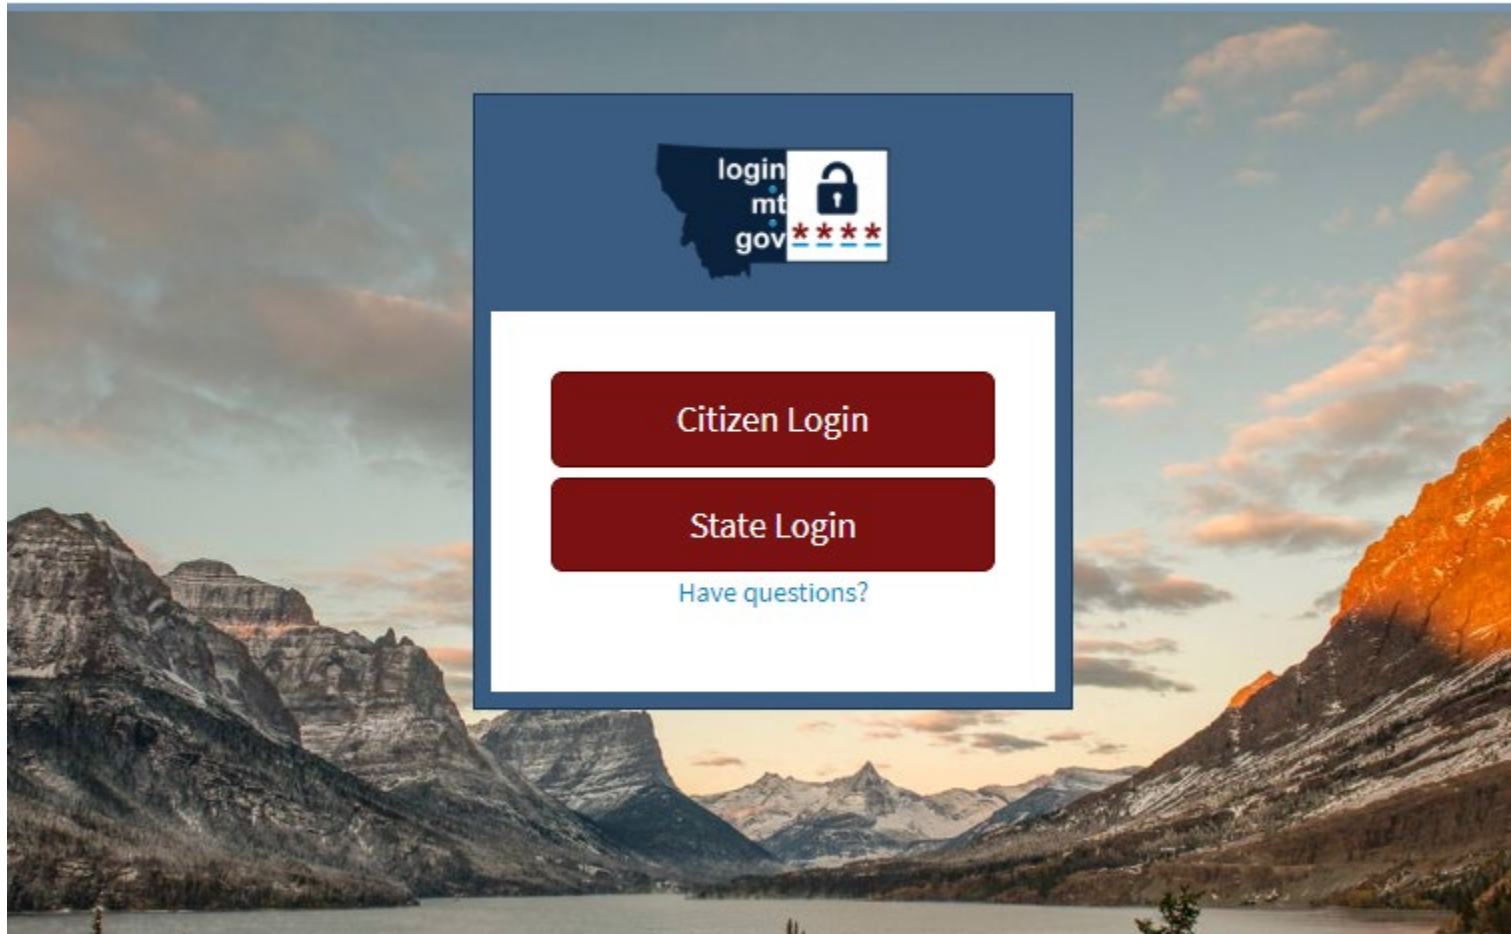 login
mt
gov
****
Citizen Login
State Login
Have questions?